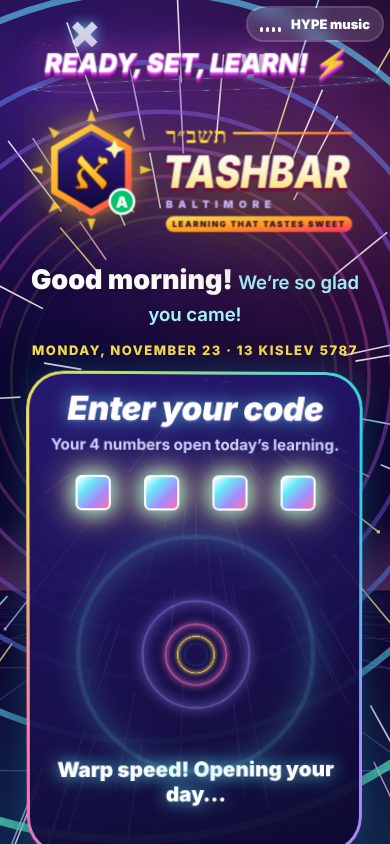 HYPE music
READY, SET, LEARN! ⚡
תשב״ר
א
TASHBAR
A
BALTIMORE
LEARNING THAT TASTES SWEET
Good morning! We’re so glad
you came!
MONDAY, NOVEMBER 23 · 13 KISLEV 5787
Enter your code
Your 4 numbers open today’s learning.
Warp speed! Opening your
day…